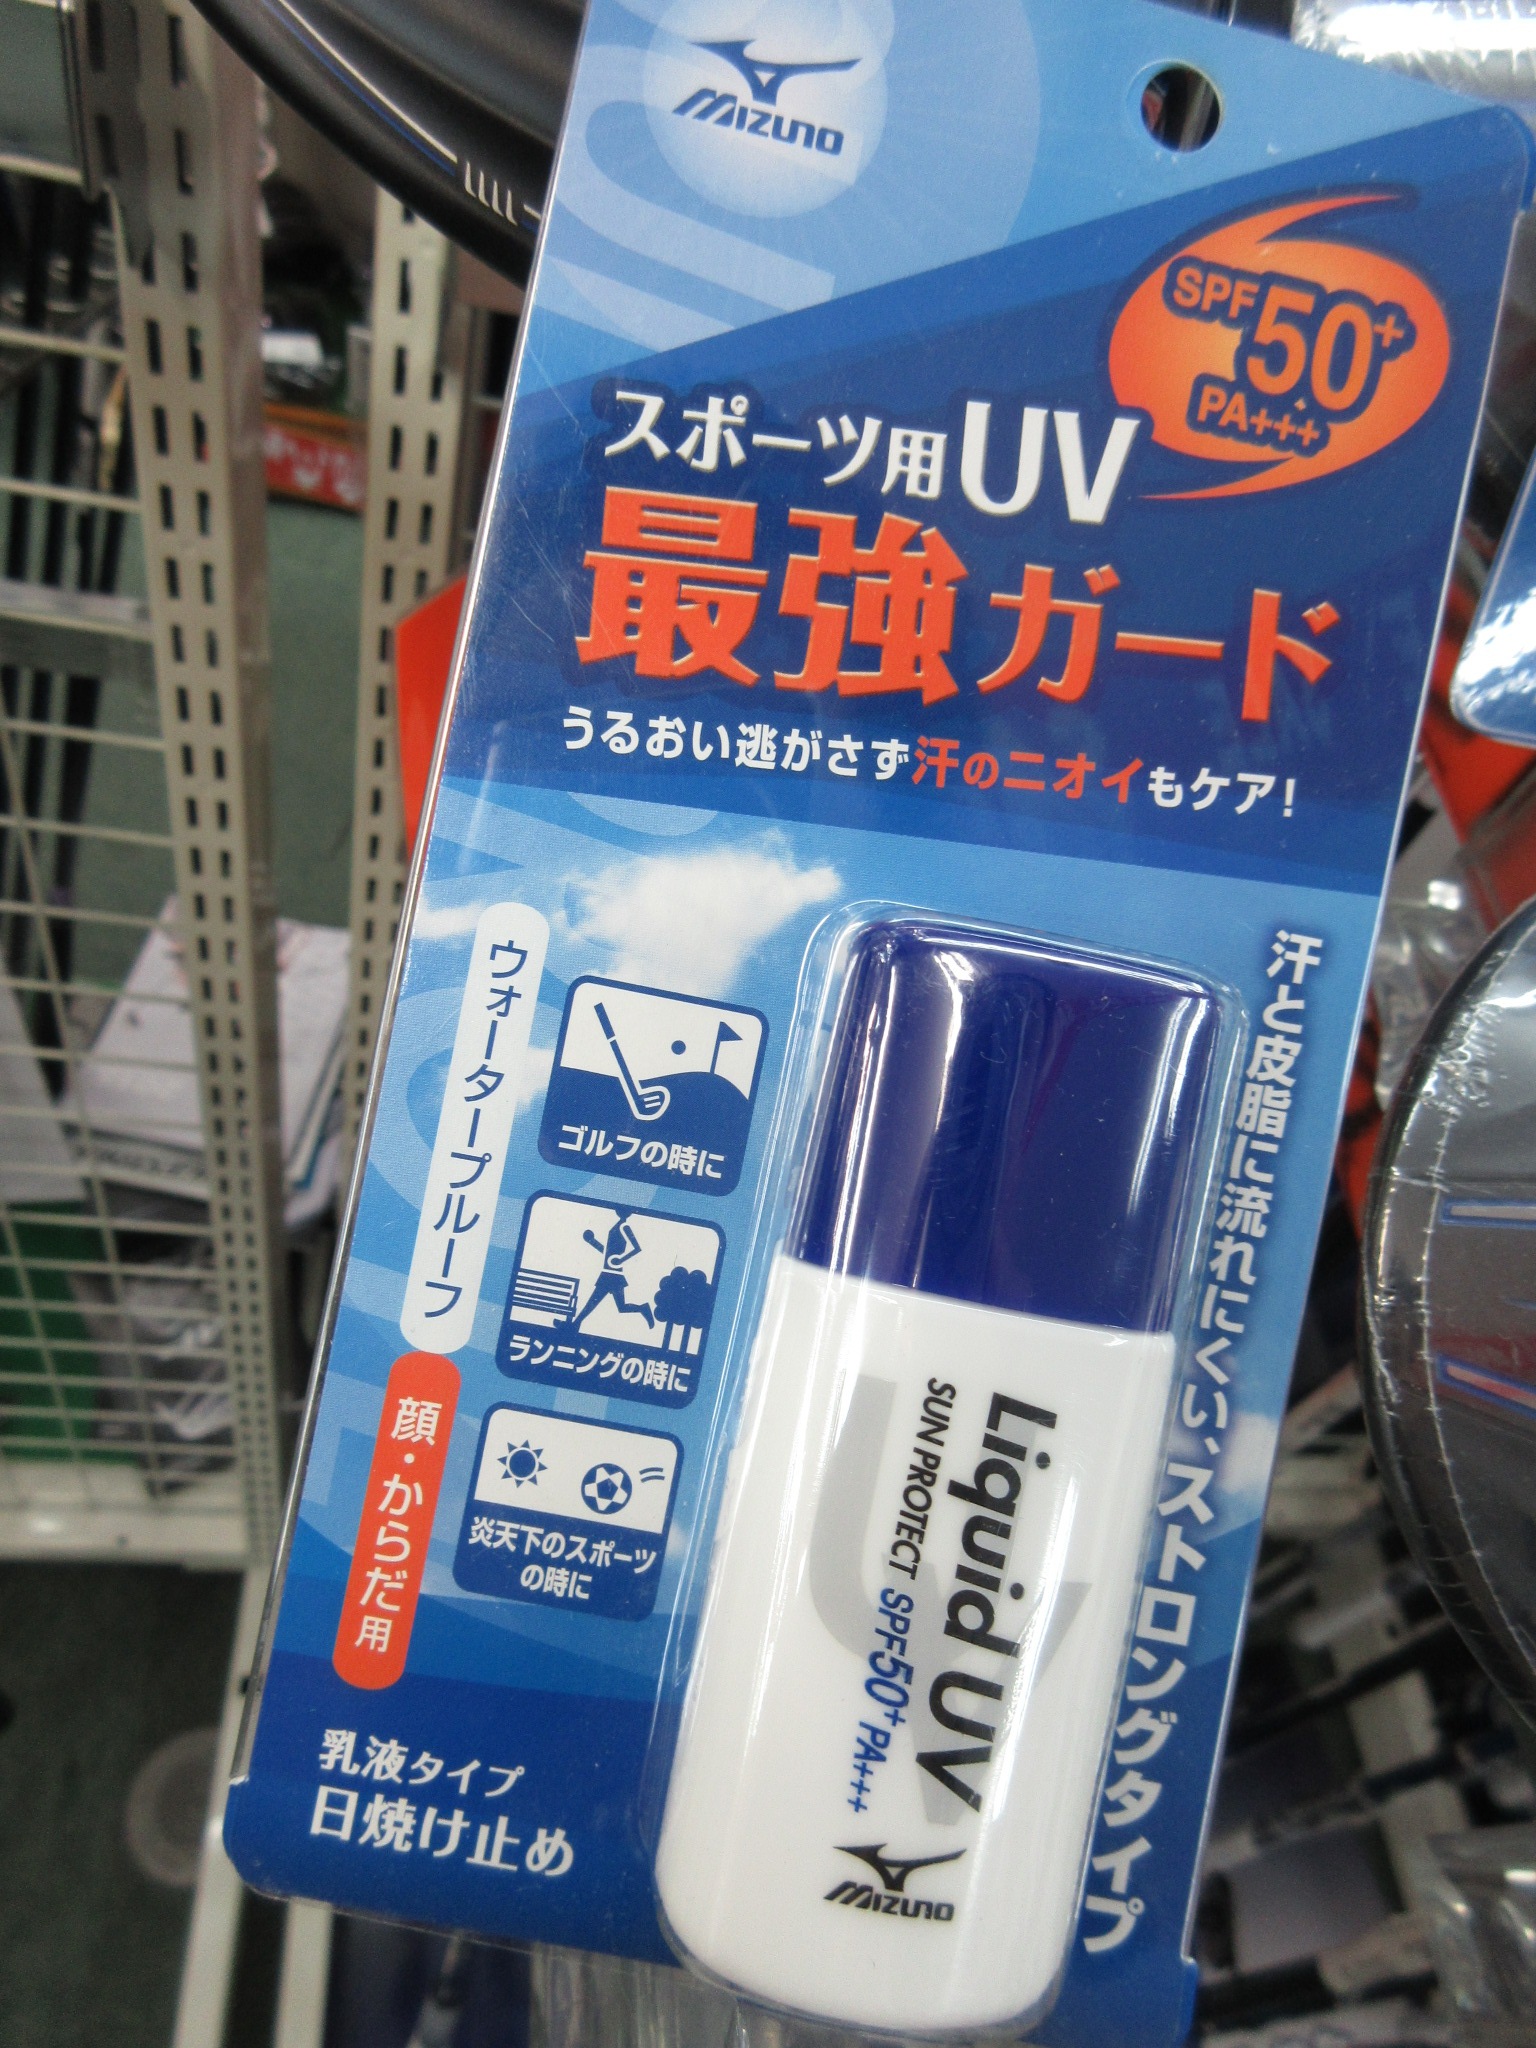 MIZUNO
SPF50+
PA+++
スポーツ用UV
最強ガード
うるおい逃がさず汗のニオイもケア!
ウォータープルーフ
顔・からだ用
ゴルフの時に
ランニングの時に
炎天下のスポーツ
の時に
汗と皮脂に流れにくい、ストロングタイプ
Liquid UV
SUN PROTECT SPF50+ PA+++
MIZUNO
乳液タイプ
日焼け止め